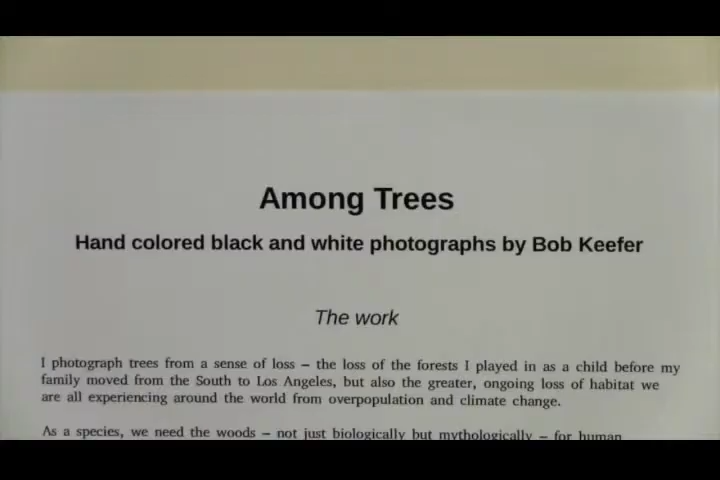 Among Trees
Hand colored black and white photographs by Bob Keefer
The work
I photograph trees from a sense of loss – the loss of the forests I played in as a child before my
family moved from the South to Los Angeles, but also the greater, ongoing loss of habitat we
are all experiencing around the world from overpopulation and climate change.
As a species, we need the woods – not just biologically but mythologically – for human